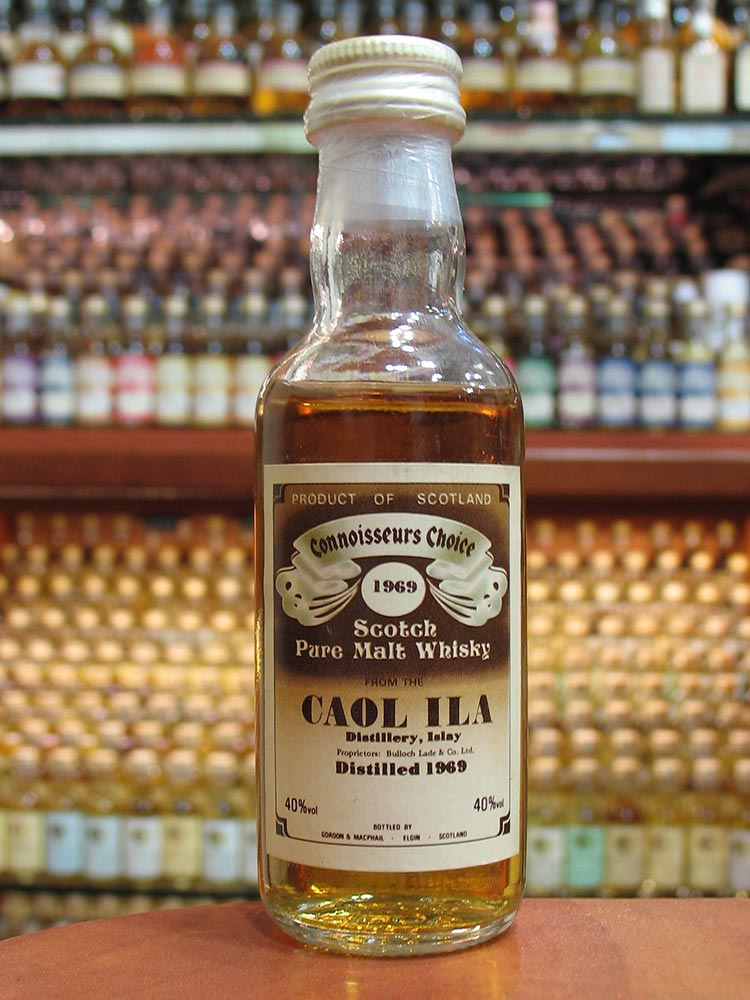 PRODUCT OF SCOTLAND
Connoisseurs Choice
1969
Scotch
Pure Malt Whisky
FROM THE
CAOL ILA
Distillery, Islay
Proprietors: Bulloch Lade & Co. Ltd.
Distilled 1969
40%vol 40%vol
BOTTLED BY
GORDON & MACPHAIL · ELGIN · SCOTLAND